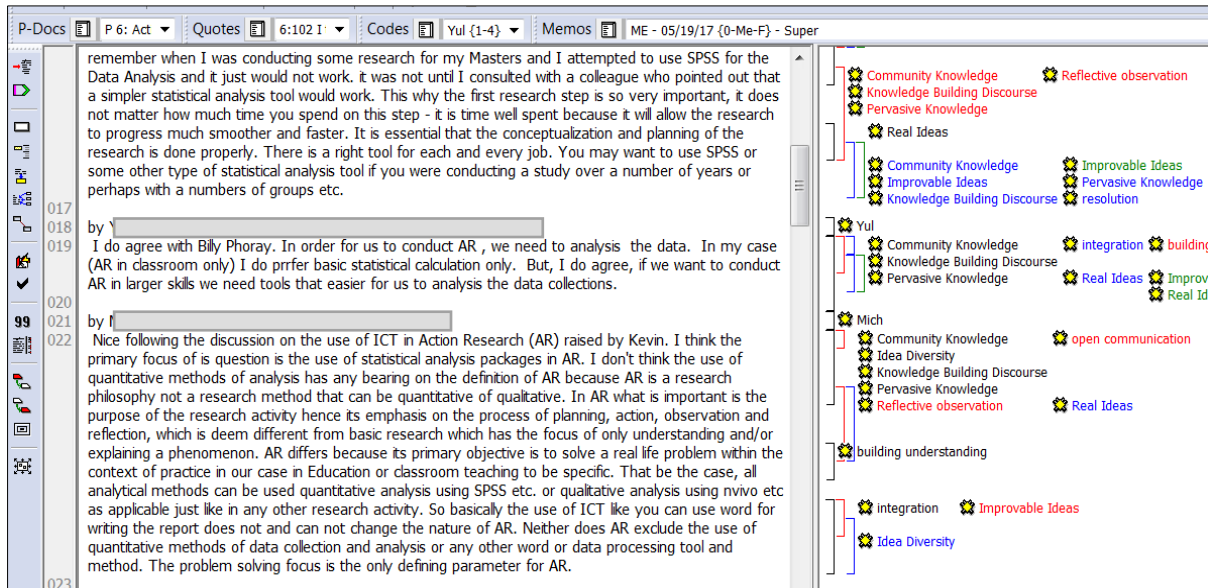 P-Docs P 6: Act Quotes 6:102 I' Codes Yul {1-4} Memos ME - 05/19/17 {0-Me-F} - Super
remember when I was conducting some research for my Masters and I attempted to use SPSS for the
Data Analysis and it just would not work. it was not until I consulted with a colleague who pointed out that
a simpler statistical analysis tool would work. This why the first research step is so very important, it does
not matter how much time you spend on this step - it is time well spent because it will allow the research
to progress much smoother and faster. It is essential that the conceptualization and planning of the
research is done properly. There is a right tool for each and every job. You may want to use SPSS or
some other type of statistical analysis tool if you were conducting a study over a number of years or
perhaps with a numbers of groups etc.
017
018 by
019 I do agree with Billy Phoray. In order for us to conduct AR , we need to analysis the data. In my case
(AR in classroom only) I do prrfer basic statistical calculation only. But, I do agree, if we want to conduct
AR in larger skills we need tools that easier for us to analysis the data collections.
020
021 by
022 Nice following the discussion on the use of ICT in Action Research (AR) raised by Kevin. I think the
primary focus of is question is the use of statistical analysis packages in AR. I don't think the use of
quantitative methods of analysis has any bearing on the definition of AR because AR is a research
philosophy not a research method that can be quantitative of qualitative. In AR what is important is the
purpose of the research activity hence its emphasis on the process of planning, action, observation and
reflection, which is deem different from basic research which has the focus of only understanding and/or
explaining a phenomenon. AR differs because its primary objective is to solve a real life problem within the
context of practice in our case in Education or classroom teaching to be specific. That be the case, all
analytical methods can be used quantitative analysis using SPSS etc. or qualitative analysis using nvivo etc
as applicable just like in any other research activity. So basically the use of ICT like you can use word for
writing the report does not and can not change the nature of AR. Neither does AR exclude the use of
quantitative methods of data collection and analysis or any other word or data processing tool and
method. The problem solving focus is the only defining parameter for AR.
023
99
Community Knowledge Reflective observation
Knowledge Building Discourse
Pervasive Knowledge
Real Ideas
Community Knowledge Improvable Ideas
Improvable Ideas Pervasive Knowledge
Knowledge Building Discourse resolution
Yul
Community Knowledge integration building
Knowledge Building Discourse
Pervasive Knowledge Real Ideas Improv
Real Id
Mich
Community Knowledge open communication
Idea Diversity
Knowledge Building Discourse
Pervasive Knowledge
Reflective observation Real Ideas
building understanding
integration Improvable Ideas
Idea Diversity